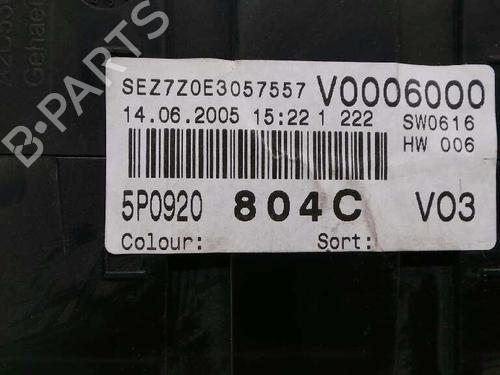 SEZ7Z0E3057557 V0006000
14.06.2005 15:22 1 222 SW0616
HW 006
5P0920 804C V03
Colour: Sort:
B-PARTS